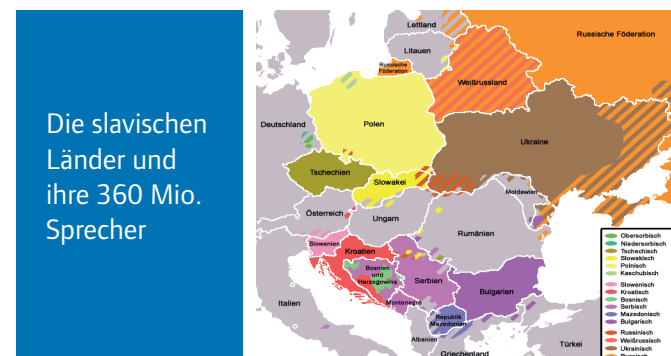 Die slavischen
Länder und
ihre 360 Mio.
Sprecher
Lettland
Russische Föderation
Litauen
Russische
Föderation
Weißrussland
Deutschland
Polen
Ukraine
Tschechien
Slowakei
Moldawien
Österreich
Ungarn
Rumänien
Slowenien
Kroatien
Bosnien
und
Herzegowina
Serbien
Italien
Montenegro
Bulgarien
Republik
Mazedonien
Albanien
Türkei
Griechenland
Obersorbisch
Niedersorbisch
Tschechisch
Slowakisch
Polnisch
Kaschubisch
Slowenisch
Kroatisch
Bosnisch
Serbisch
Mazedonisch
Bulgarisch
Russinisch
Weißrussisch
Ukrainisch
Russisch